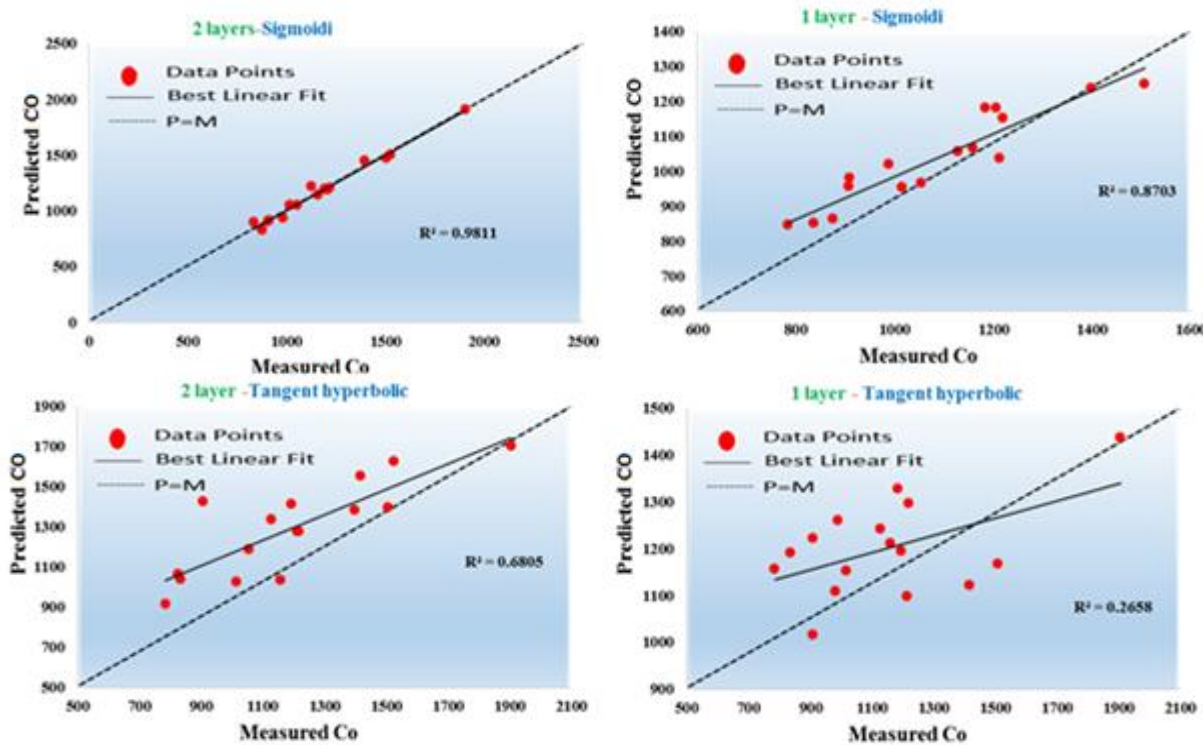 2 layers-Sigmoidi
2500
2000
1500
1000
500
0
Predicted CO
Data Points
Best Linear Fit
P=M
R² = 0.9811
0 500 1000 1500 2000 2500
Measured Co
1 layer - Sigmoidi
1400
1300
1200
1100
1000
900
800
700
600
Predicted CO
Data Points
Best Linear Fit
P=M
R² = 0.8703
600 800 1000 1200 1400 1600
Measured Co
2 layer -Tangent hyperbolic
1900
1700
1500
1300
1100
900
700
500
Predicted CO
Data Points
Best Linear Fit
P=M
R² = 0.6805
500 700 900 1100 1300 1500 1700 1900 2100
Measured Co
1 layer - Tangent hyperbolic
1500
1400
1300
1200
1100
1000
900
Predicted CO
Data Points
Best Linear Fit
P=M
R² = 0.2658
500 700 900 1100 1300 1500 1700 1900 2100
Measured Co